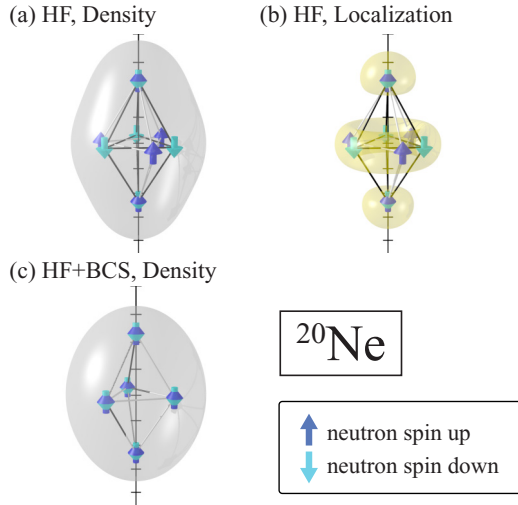 (a) HF, Density
(b) HF, Localization
(c) HF+BCS, Density
²⁰Ne
neutron spin up
neutron spin down